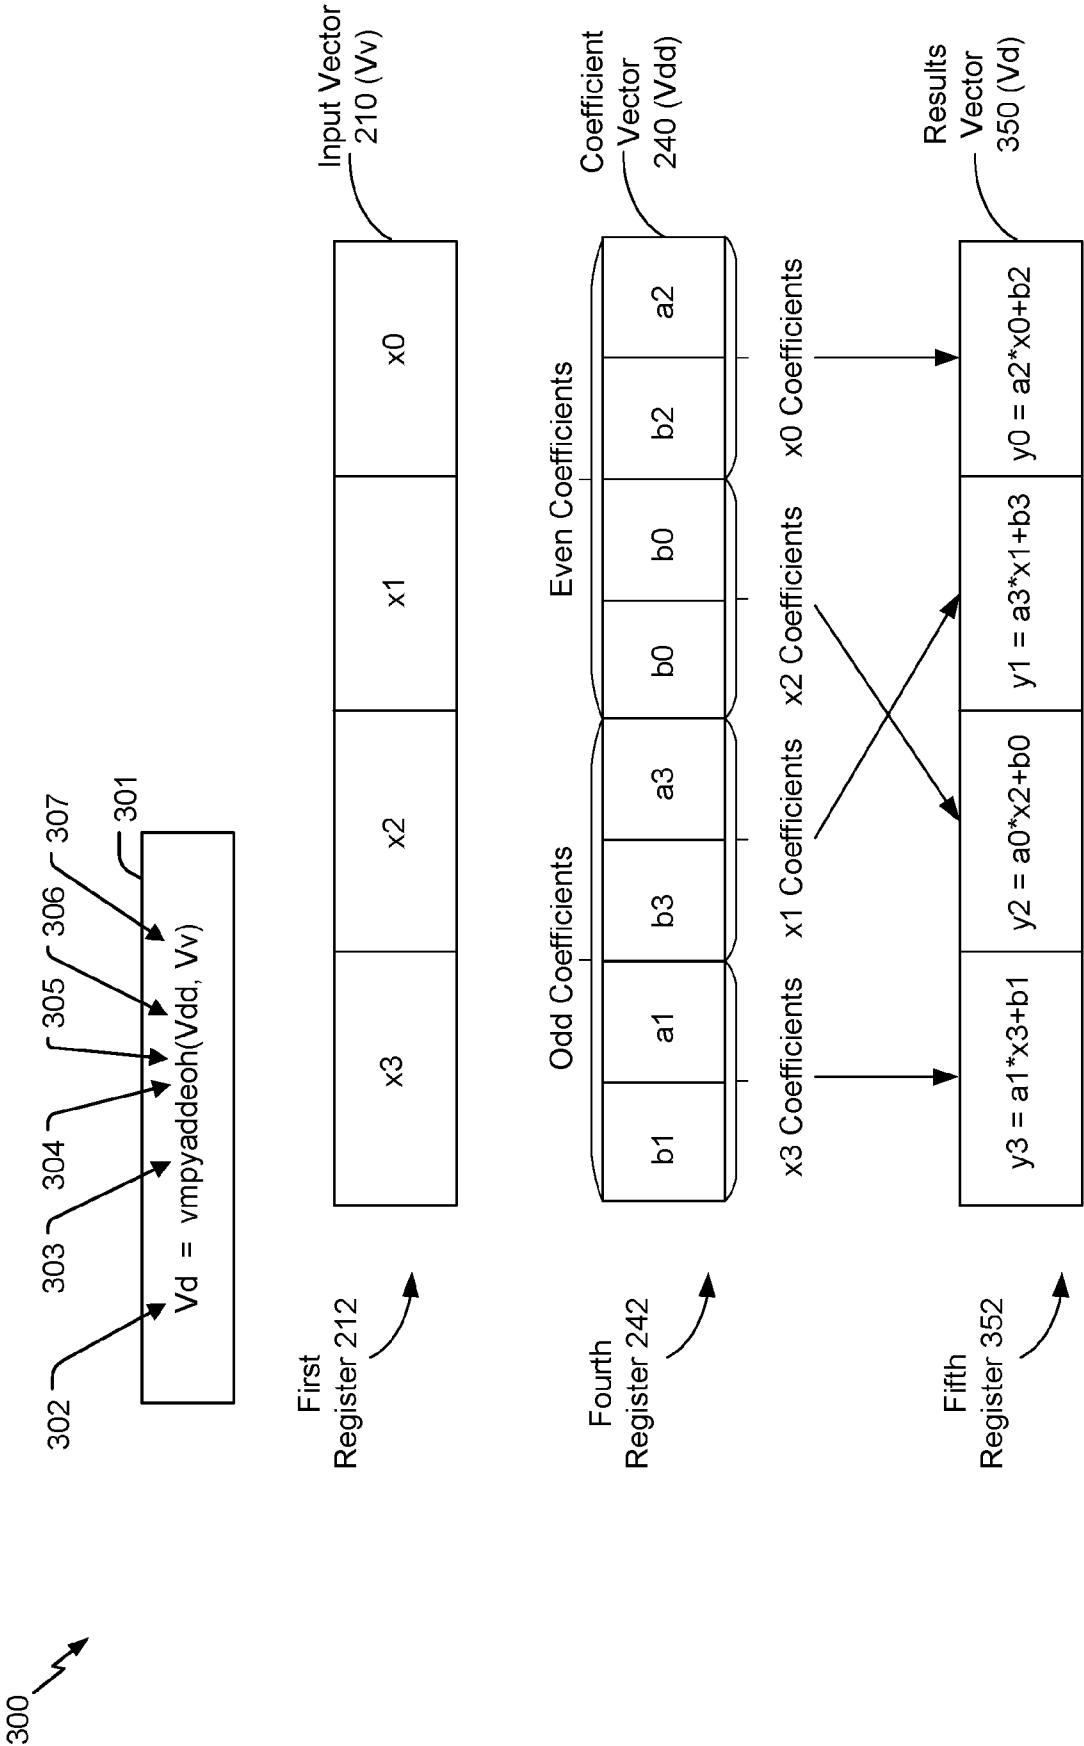 300
302
303
304
305
306
307
301
Vd = vmpyaddeoh(Vdd, Vv)
First
Register 212
x3
x2
x1
x0
Input Vector
210 (Vv)
Odd Coefficients
Even Coefficients
Fourth
Register 242
b1
a1
b3
a3
b0
b0
b2
a2
Coefficient
Vector
240 (Vdd)
x3 Coefficients
x1 Coefficients
x2 Coefficients
x0 Coefficients
Fifth
Register 352
y3 = a1*x3+b1
y2 = a0*x2+b0
y1 = a3*x1+b3
y0 = a2*x0+b2
Results
Vector
350 (Vd)